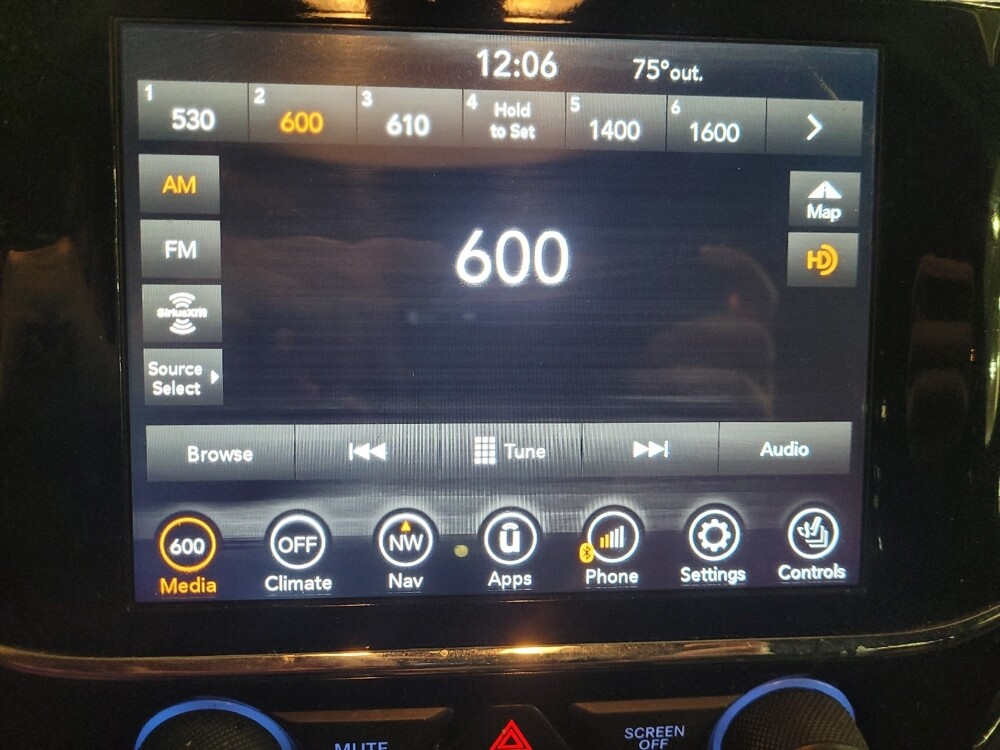 12:06 75°out.
1 530 2 600 3 610 4 Hold to Set 5 1400 6 1600
AM
FM
SiriusXM
Source
Select
600
Map
HD
Browse Tune Audio
600 OFF NW û
Media Climate Nav Apps Phone Settings Controls
MUTE
SCREEN
OFF